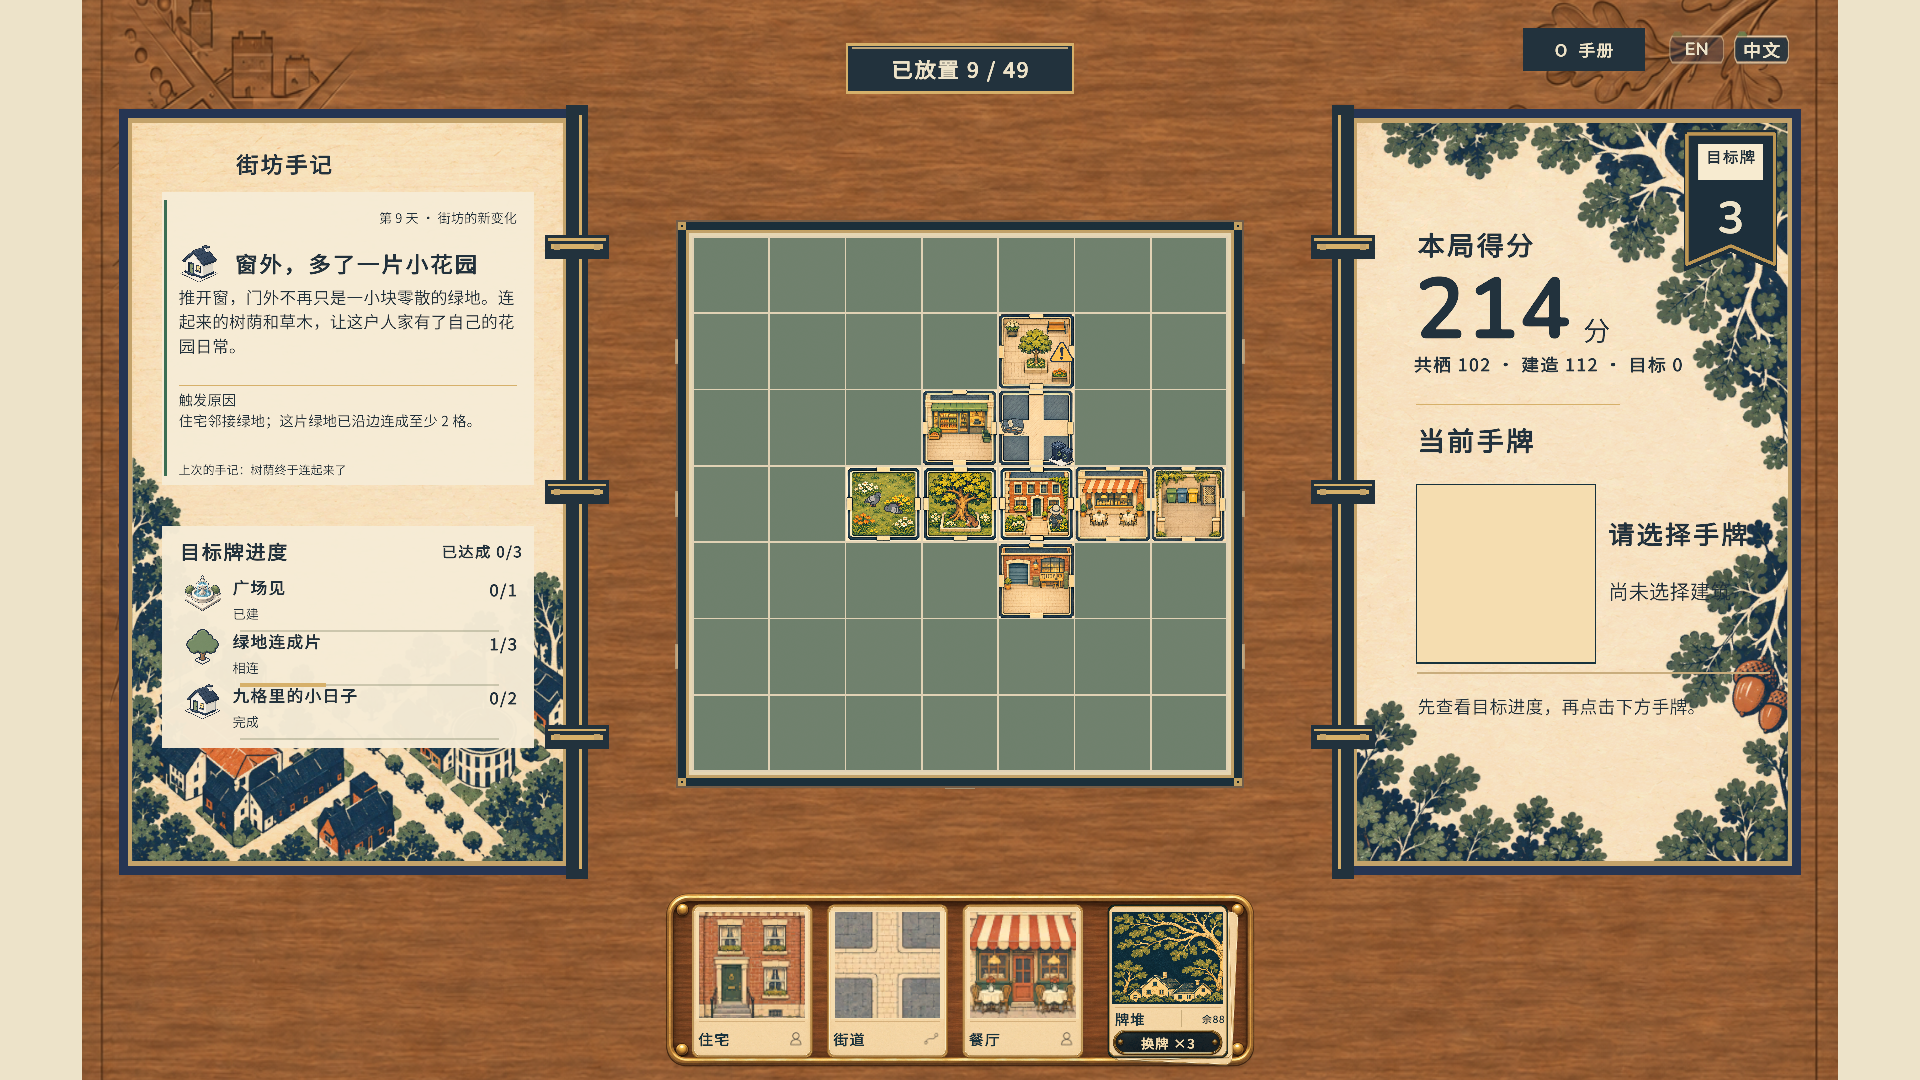 已放置 9 / 49
O 手册
EN
中文
街坊手记
第 9 天 · 街坊的新变化
窗外，多了一片小花园
推开窗，门外不再只是一小块零散的绿地。连
起来的树荫和草木，让这户人家有了自己的花
园日常。
触发原因
住宅邻接绿地；这片绿地已沿边连成至少 2 格。
上次的手记：树荫终于连起来了
目标牌进度
已达成 0/3
广场见
0/1
已建
绿地连成片
1/3
相连
九格里的小日子
0/2
完成
目标牌
3
本局得分
214 分
共栖 102 · 建造 112 · 目标 0
当前手牌
请选择手牌
尚未选择建筑
先查看目标进度，再点击下方手牌。
住宅
街道
餐厅
牌堆
余88
换牌 ×3